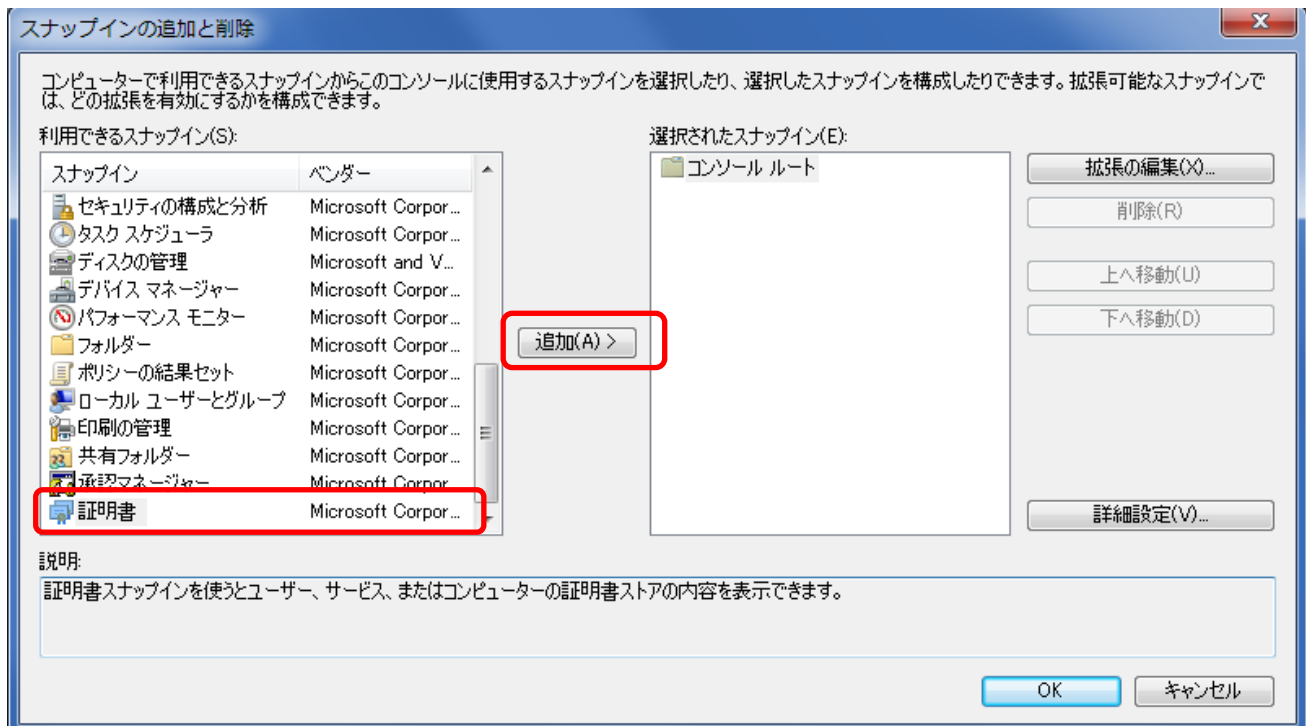 スナップインの追加と削除
コンピューターで利用できるスナップインからこのコンソールに使用するスナップインを選択したり、選択したスナップインを構成したりできます。拡張可能なスナップインで
は、どの拡張を有効にするかを構成できます。
利用できるスナップイン(S):
スナップイン ベンダー
セキュリティの構成と分析 Microsoft Corpor...
タスク スケジューラ Microsoft Corpor...
ディスクの管理 Microsoft and V...
デバイス マネージャー Microsoft Corpor...
パフォーマンス モニター Microsoft Corpor...
フォルダー Microsoft Corpor...
ポリシーの結果セット Microsoft Corpor...
ローカル ユーザーとグループ Microsoft Corpor...
印刷の管理 Microsoft Corpor...
共有フォルダー Microsoft Corpor...
承認マネージャー Microsoft Corpor...
証明書 Microsoft Corpor...
追加(A) >
選択されたスナップイン(E):
コンソール ルート
拡張の編集(X)...
削除(R)
上へ移動(U)
下へ移動(D)
詳細設定(V)...
説明:
証明書スナップインを使うとユーザー、サービス、またはコンピューターの証明書ストアの内容を表示できます。
OK
キャンセル